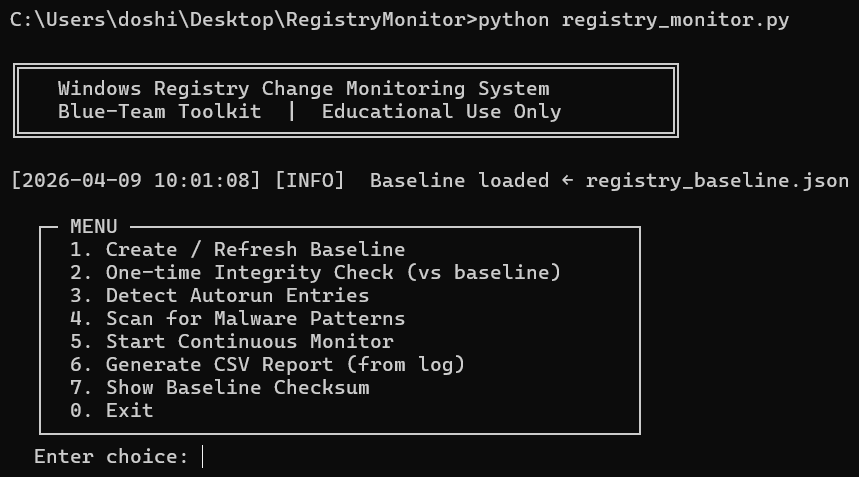 C:\Users\doshi\Desktop\RegistryMonitor>python registry_monitor.py
Windows Registry Change Monitoring System
Blue-Team Toolkit | Educational Use Only
[2026-04-09 10:01:08] [INFO] Baseline loaded ← registry_baseline.json
MENU
1. Create / Refresh Baseline
2. One-time Integrity Check (vs baseline)
3. Detect Autorun Entries
4. Scan for Malware Patterns
5. Start Continuous Monitor
6. Generate CSV Report (from log)
7. Show Baseline Checksum
0. Exit
Enter choice: